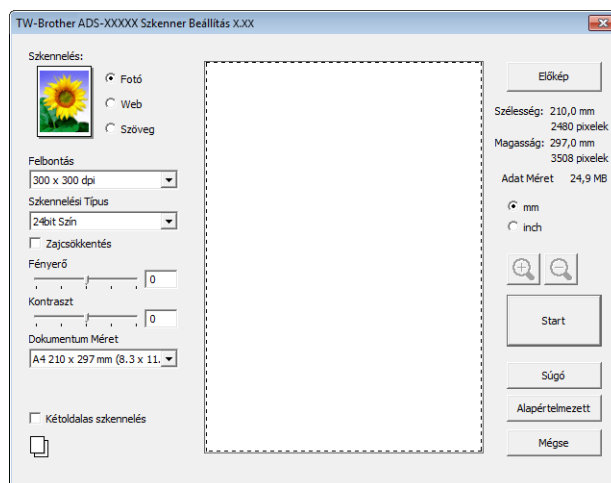 TW-Brother ADS-XXXXX Szkenner Beállítás X.XX
Szkennelés:
Fotó
Web
Szöveg
Felbontás
300 x 300 dpi
Szkennelési Típus
24bit Szín
Zajcsökkentés
Fényerő
0
Kontraszt
0
Dokumentum Méret
A4 210 x 297 mm (8.3 x 11.
Kétoldalas szkennelés
Előkép
Szélesség: 210,0 mm
2480 pixelek
Magasság: 297,0 mm
3508 pixelek
Adat Méret 24,9 MB
mm
inch
Start
Súgó
Alapértelmezett
Mégse